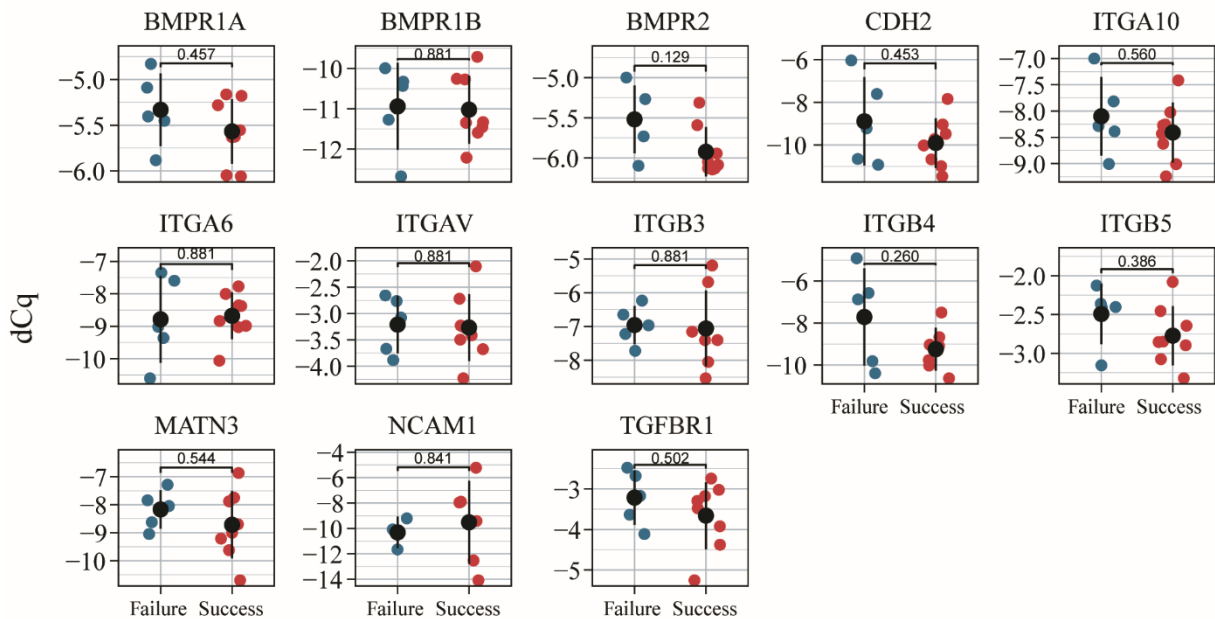 BMPR1A BMPR1B BMPR2 CDH2 ITGA10
0.457 0.881 0.129 0.453 0.560
−5.0 −5.5 −6.0
−10 −11 −12
−5.0 −5.5 −6.0
−6 −8 −10
−7.0 −7.5 −8.0 −8.5 −9.0
dCq
ITGA6 ITGAV ITGB3 ITGB4 ITGB5
0.881 0.881 0.881 0.260 0.386
−7 −8 −9 −10
−2.0 −2.5 −3.0 −3.5 −4.0
−5 −6 −7 −8
−6 −8 −10
−2.0 −2.5 −3.0
Failure Success Failure Success
MATN3 NCAM1 TGFBR1
0.544 0.841 0.502
−7 −8 −9 −10
−4 −6 −8 −10 −12 −14
−3 −4 −5
Failure Success Failure Success Failure Success